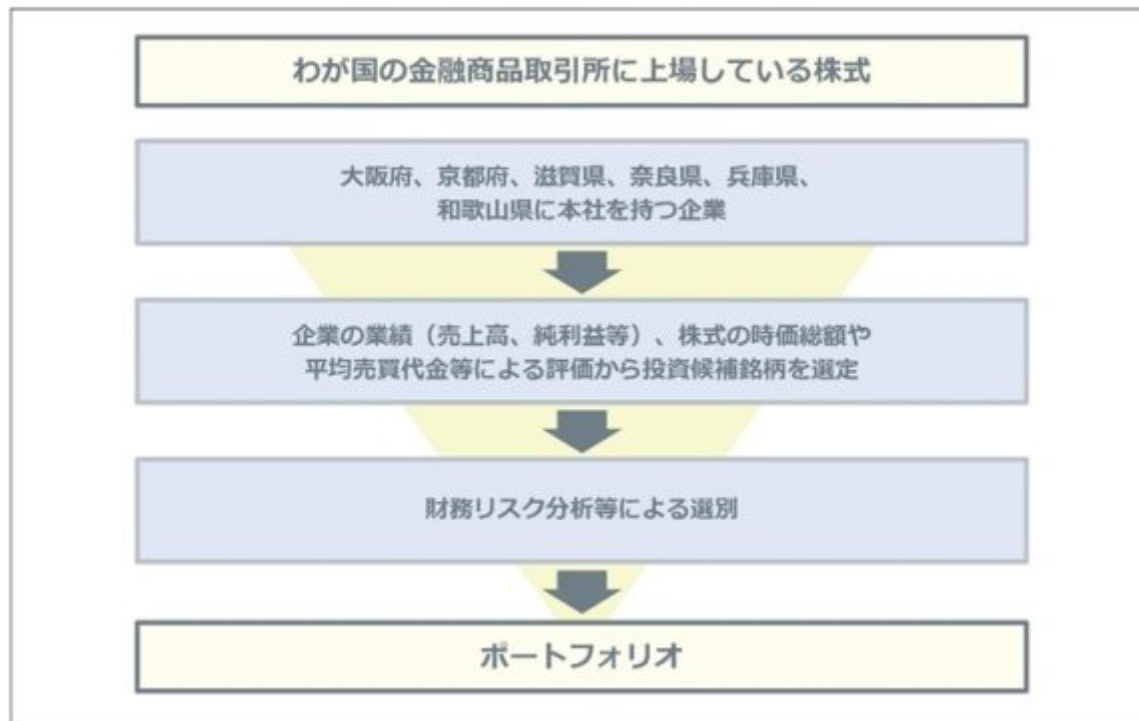 わが国の金融商品取引所に上場している株式
大阪府、京都府、滋賀県、奈良県、兵庫県、
和歌山県に本社を持つ企業
企業の業績（売上高、純利益等）、株式の時価総額や
平均売買代金等による評価から投資候補銘柄を選定
財務リスク分析等による選別
ポートフォリオ